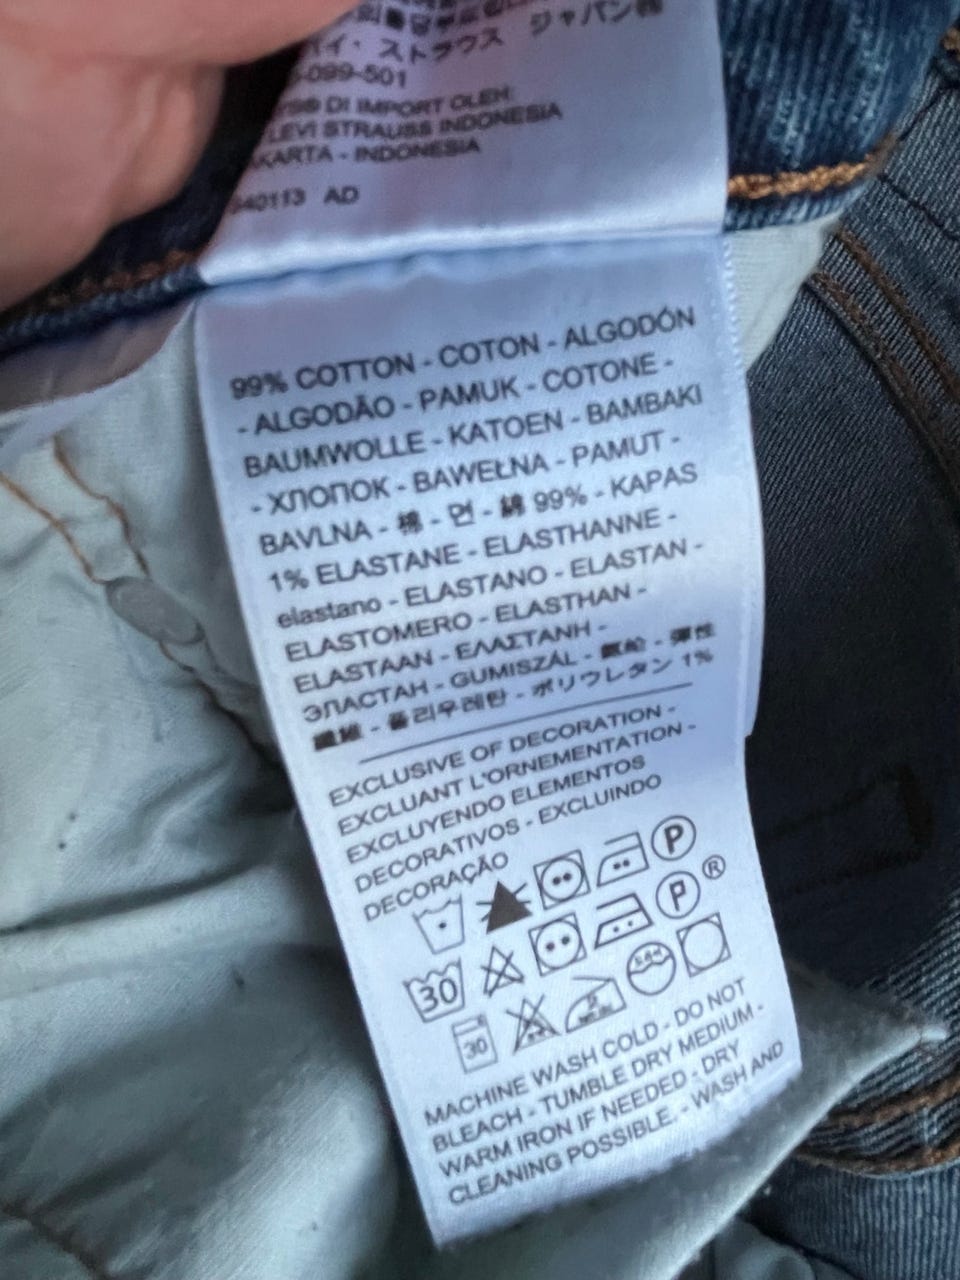 ストラウス ジャパン㈱
-099-501
DI IMPORT OLEH:
LEVI STRAUSS INDONESIA
- INDONESIA
AD
99% COTTON - COTON - ALGODÓN
- ALGODÃO - PAMUK - COTONE -
BAUMWOLLE - KATOEN - BAMBAKI
- ХЛОПОК - BAWEŁNA - PAMUT -
BAVLNA - 棉 - 면 - 綿 99% - KAPAS
1% ELASTANE - ELASTHANNE -
elastano - ELASTANO - ELASTAN -
ELASTOMERO - ELASTHAN -
ELASTAAN - ΕΛΑΣΤΑΝΗ -
ЭЛАСТАН - GUMISZÁL - 氨綸 - 彈性
纖維 - 폴리우레탄 - ポリウレタン 1%
EXCLUSIVE OF DECORATION -
EXCLUANT L'ORNEMENTATION -
EXCLUYENDO ELEMENTOS
DECORATIVOS - EXCLUINDO
DECORAÇÃO
P
30 P ®
30
MACHINE WASH COLD - DO NOT
BLEACH - TUMBLE DRY MEDIUM -
WARM IRON IF NEEDED - DRY
CLEANING POSSIBLE. - WASH AND